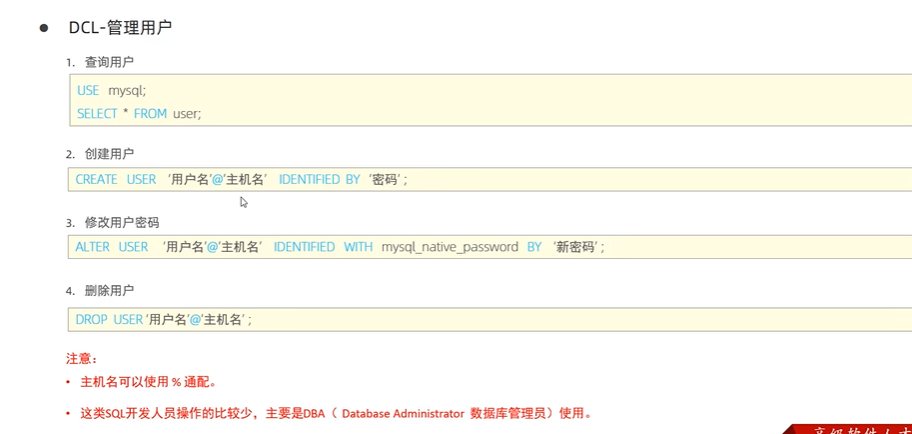 DCL-管理用户
1. 查询用户
USE mysql;
SELECT * FROM user;
2. 创建用户
CREATE USER '用户名'@'主机名' IDENTIFIED BY '密码' ;
3. 修改用户密码
ALTER USER '用户名'@'主机名' IDENTIFIED WITH mysql_native_password BY '新密码' ;
4. 删除用户
DROP USER '用户名'@'主机名' ;
注意：
• 主机名可以使用 % 通配。
• 这类SQL开发人员操作的比较少，主要是DBA（ Database Administrator 数据库管理员）使用。